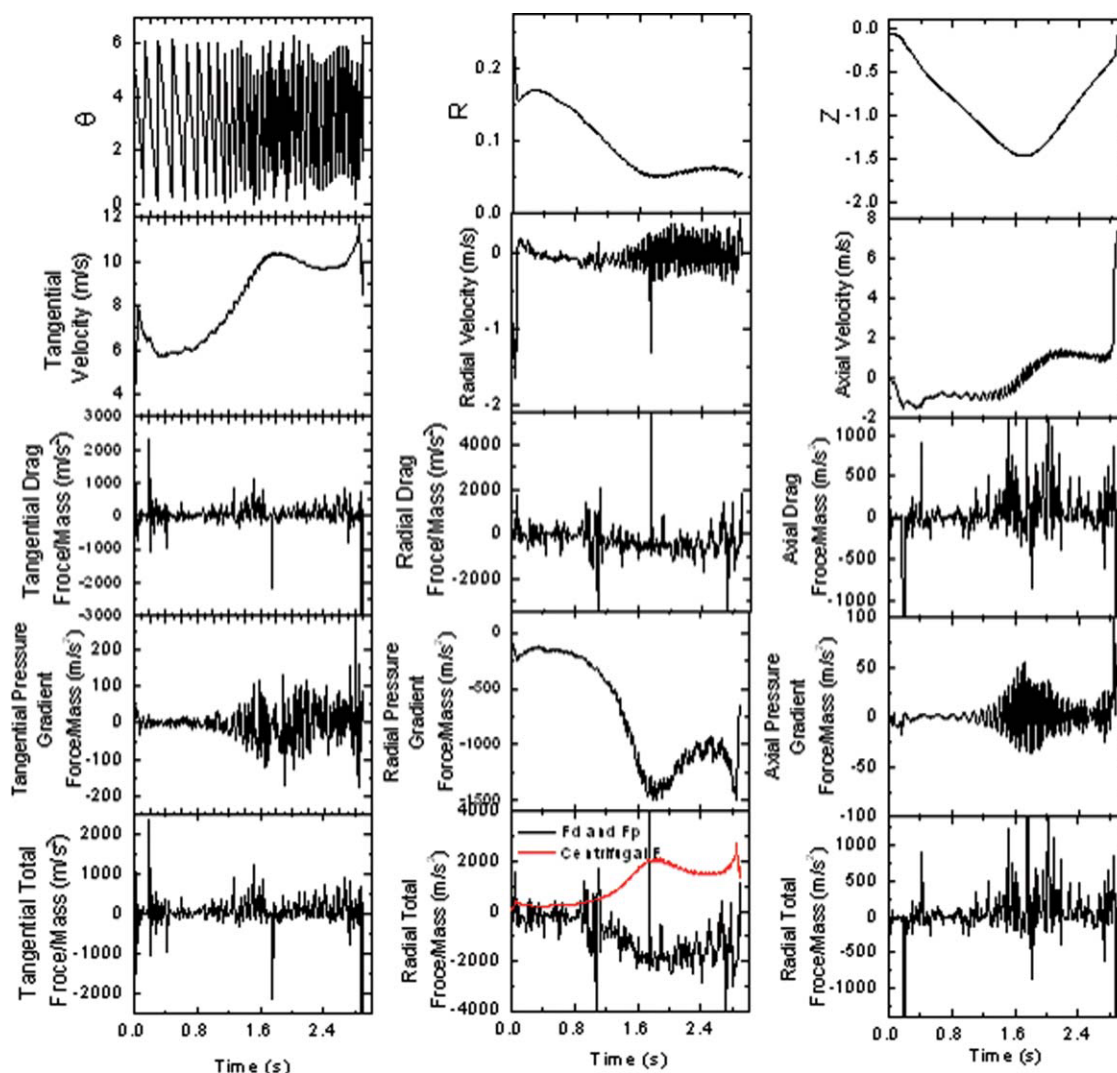 θ
6
4
2
0
R
0.2
0.1
0.0
Z
0.0
-0.5
-1.0
-1.5
-2.0
Tangential
Velocity (m/s)
12
10
8
6
4
Radial Velocity (m/s)
0
-1
-2
Axial Velocity (m/s)
8
6
4
2
0
-2
Tangential Drag
Froce/Mass (m/s²)
3000
2000
1000
0
-1000
-2000
-3000
Radial Drag
Froce/Mass (m/s²)
4000
2000
0
-2000
Axial Drag
Froce/Mass (m/s²)
1000
500
0
-500
-1000
Tangential Pressure
Gradient
Force/Mass (m/s²)
200
100
0
-100
-200
Radial Pressure
Gradient
Force/Mass (m/s²)
0
-500
-1000
-1500
Axial Pressure
Gradient
Force/Mass (m/s²)
100
50
0
-50
-100
Tangential Total
Froce/Mass (m/s²)
2000
1000
0
-1000
-2000
Radial Total
Froce/Mass (m/s²)
4000
2000
0
-2000
-4000
Fd and Fp
Centrifugal F
Radial Total
Froce/Mass (m/s²)
1000
500
0
-500
-1000
0.0 0.8 1.6 2.4
Time (s)
0.0 0.8 1.6 2.4
Time (s)
0.0 0.8 1.6 2.4
Time (s)